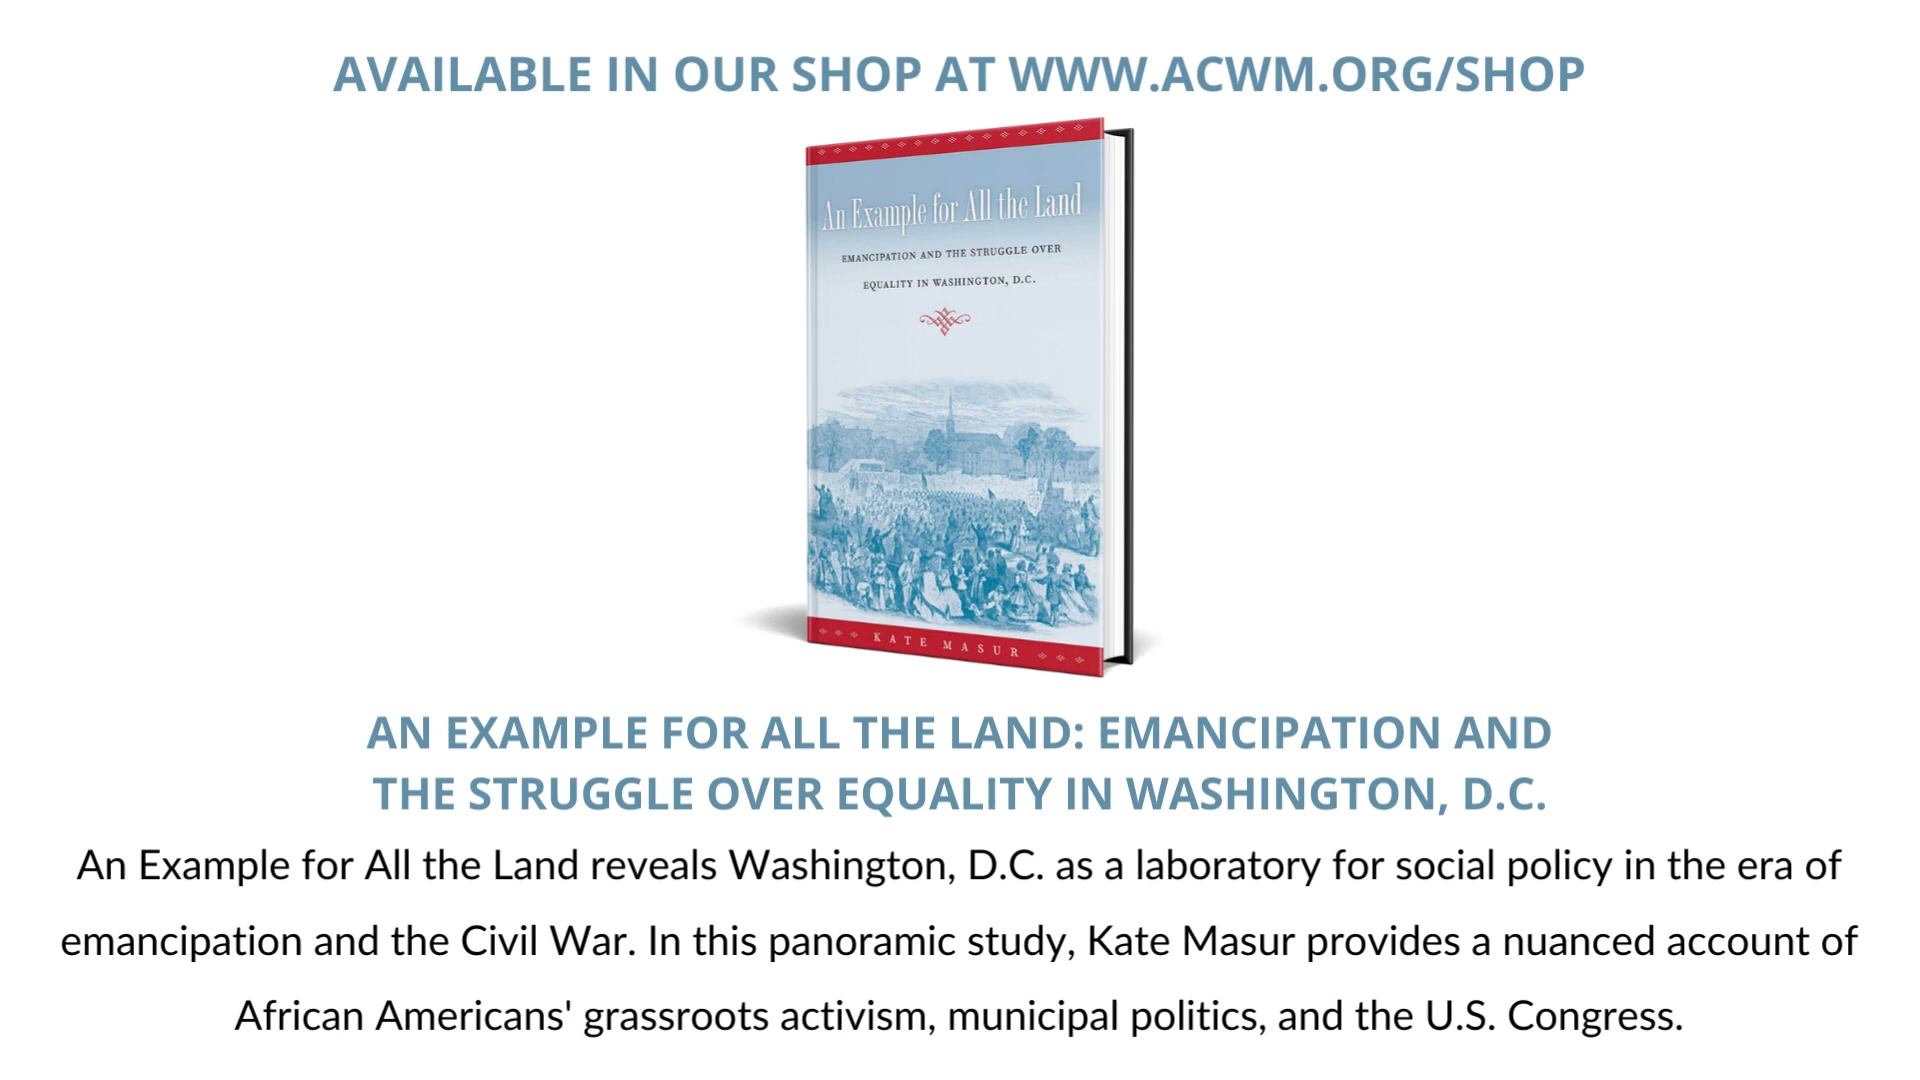 AVAILABLE IN OUR SHOP AT WWW.ACWM.ORG/SHOP
An Example for All the Land
EMANCIPATION AND THE STRUGGLE OVER
EQUALITY IN WASHINGTON, D.C.
KATE MASUR
AN EXAMPLE FOR ALL THE LAND: EMANCIPATION AND
THE STRUGGLE OVER EQUALITY IN WASHINGTON, D.C.
An Example for All the Land reveals Washington, D.C. as a laboratory for social policy in the era of
emancipation and the Civil War. In this panoramic study, Kate Masur provides a nuanced account of
African Americans' grassroots activism, municipal politics, and the U.S. Congress.